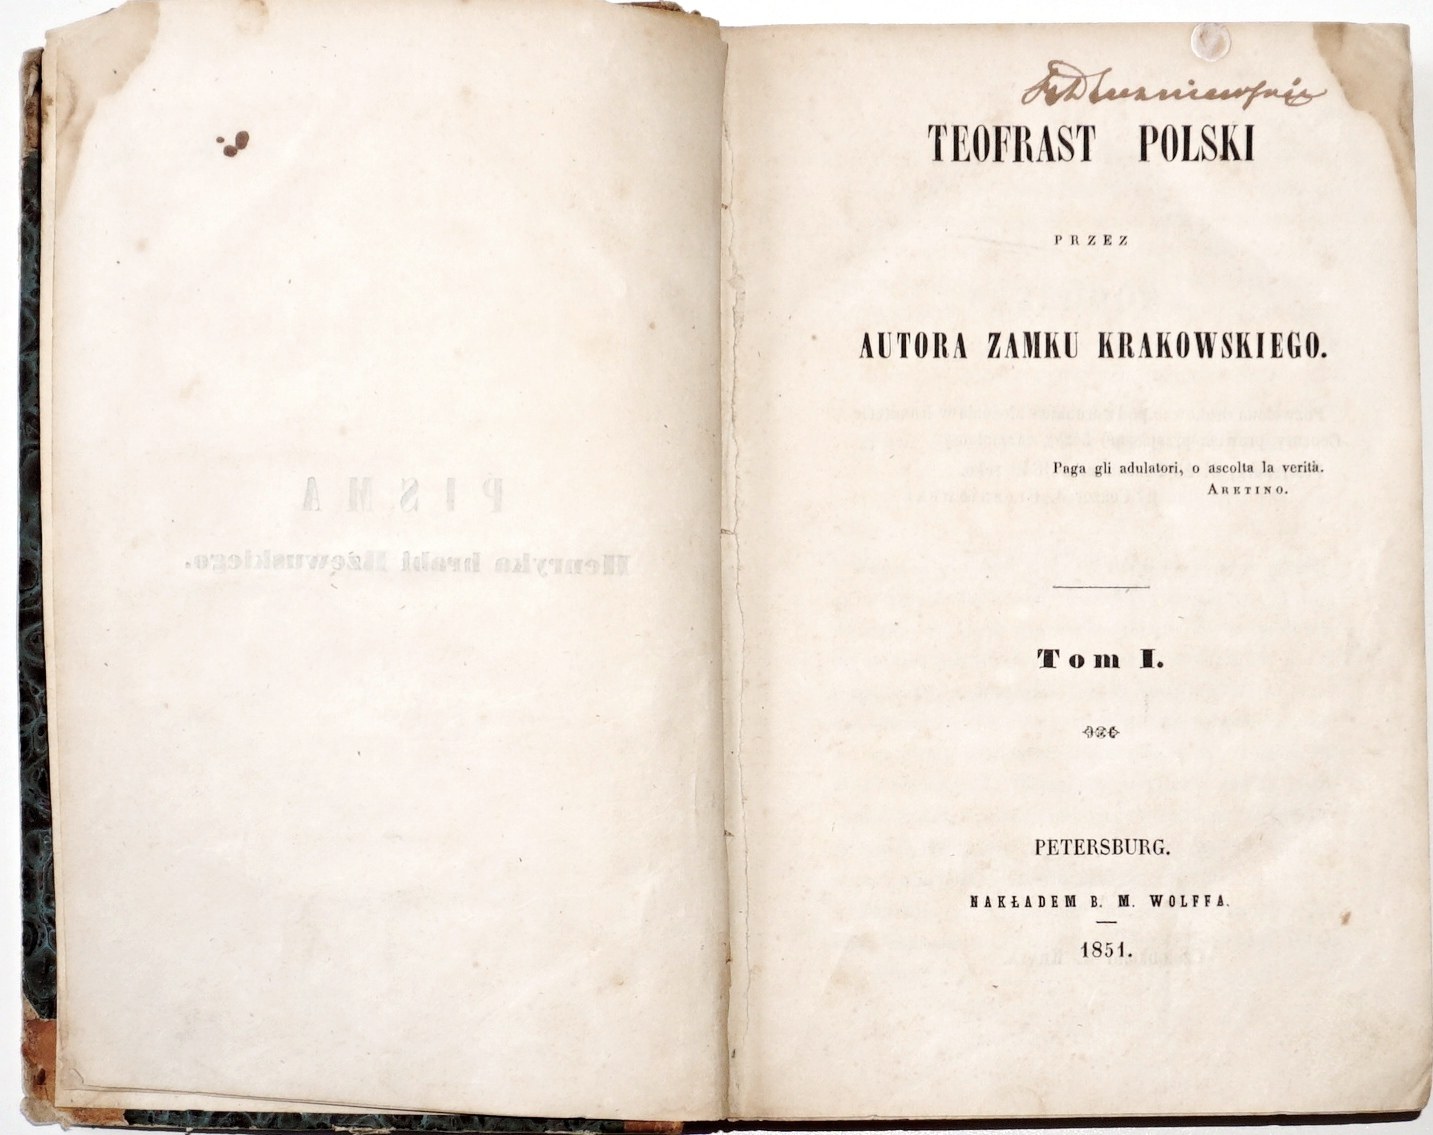 PISMA
Henryka hrabi Rżewuskiego.
TEOFRAST POLSKI
PRZEZ
AUTORA ZAMKU KRAKOWSKIEGO.
Paga gli adulatori, o ascolta la verità.
ARETINO.
Tom I.
PETERSBURG.
NAKŁADEM B. M. WOLFFA.
1851.